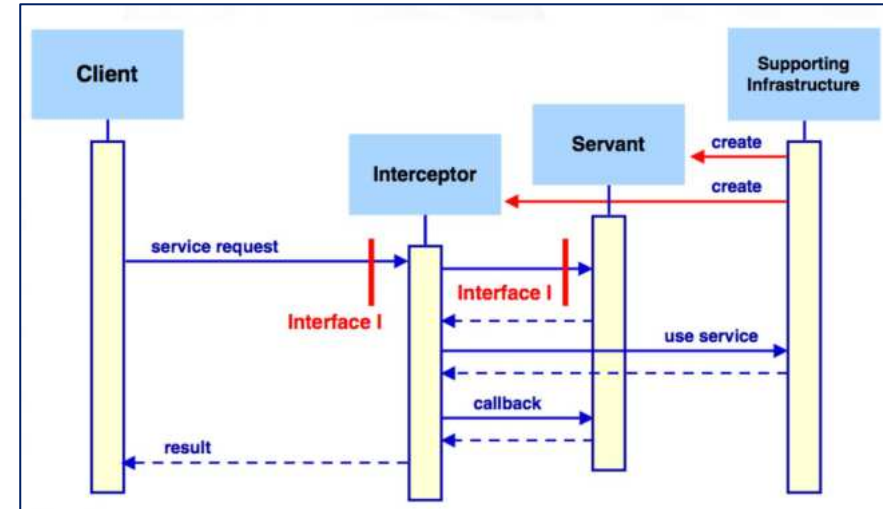 Client
Supporting
Infrastructure
Servant
create
Interceptor
create
service request
Interface I
Interface I
use service
callback
result